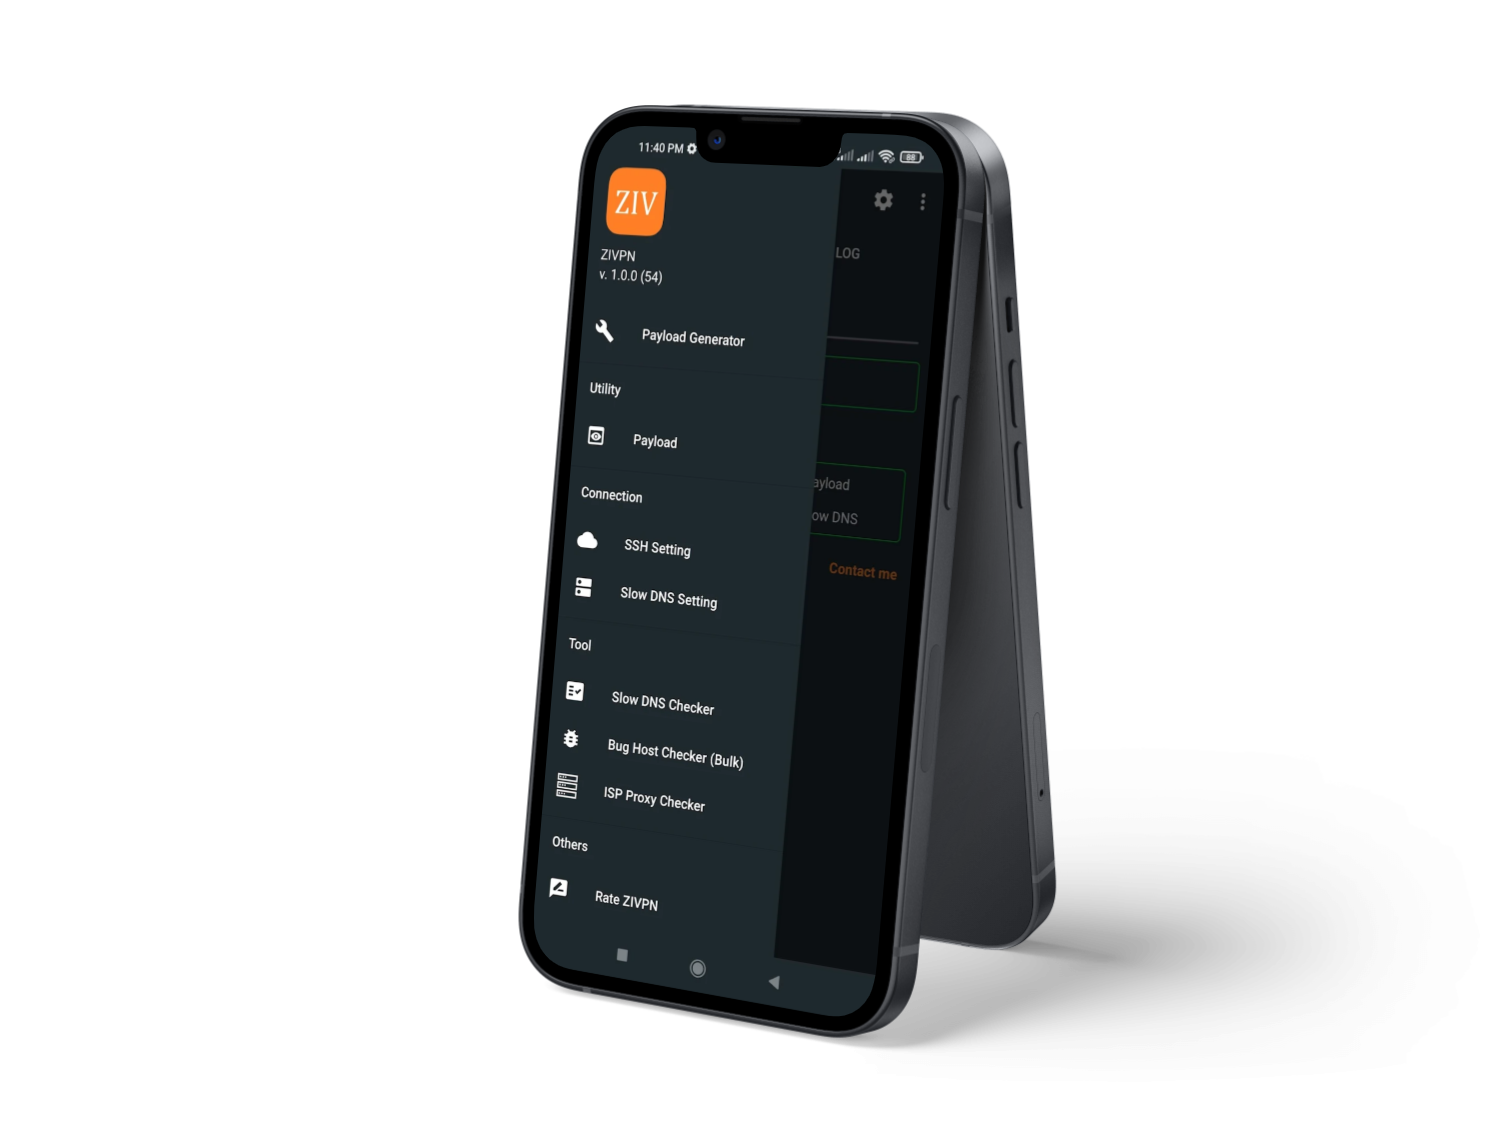 11:40 PM
88
ZIV
ZIVPN
v. 1.0.0 (54)
LOG
Payload Generator
Utility
Payload
Connection
ayload
SSH Setting
ow DNS
Slow DNS Setting
Contact me
Tool
Slow DNS Checker
Bug Host Checker (Bulk)
ISP Proxy Checker
Others
Rate ZIVPN